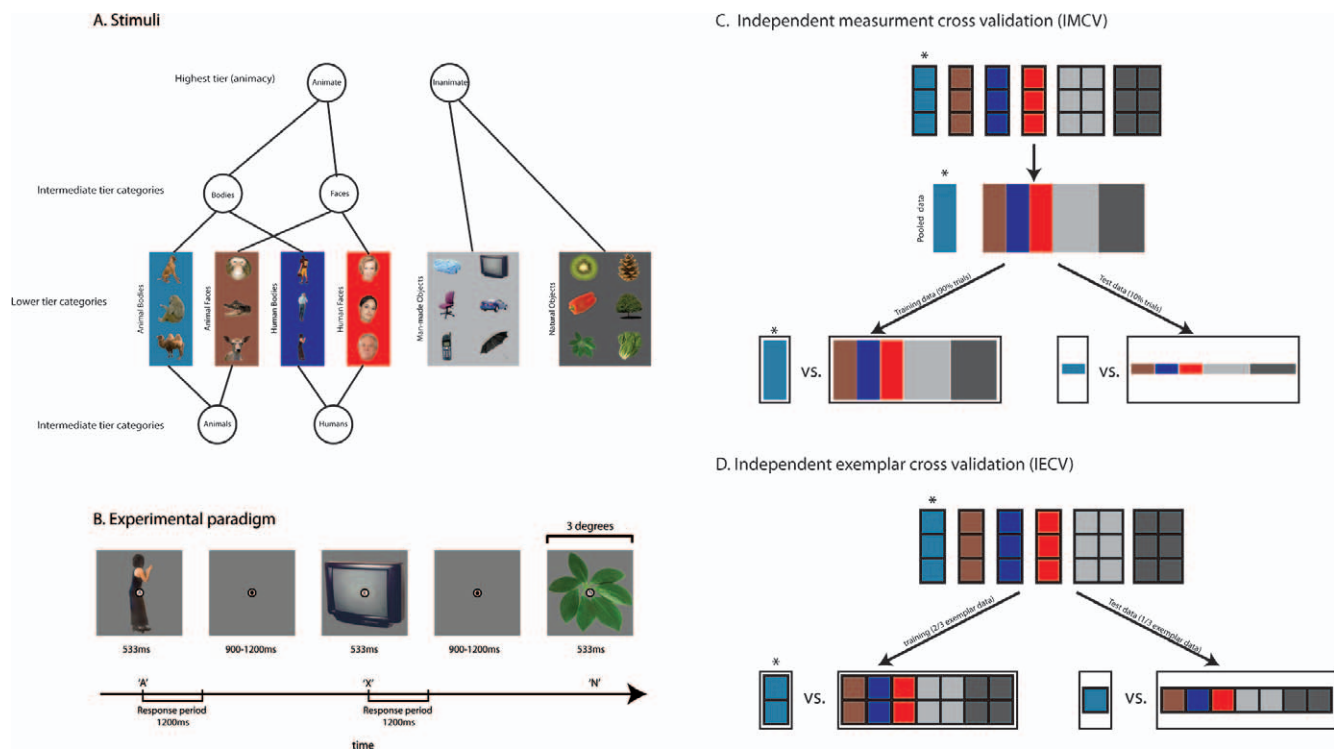 A. Stimuli
Highest tier (animacy)
Animate
Inanimate
Intermediate tier categories
Bodies
Faces
Lower tier categories
Animal Bodies
Animal Faces
Human Bodies
Human Faces
Man-made Objects
Naturall Objects
Intermediate tier categories
Animals
Humans
B. Experimental paradigm
3 degrees
533ms
900-1200ms
533ms
900-1200ms
533ms
'A'
'X'
'N'
Response period
1200ms
Response period
1200ms
time
C. Independent measurment cross validation (IMCV)
*
*
Pooled data
Training data (90% trials)
Test data (10% trials)
*
vs.
vs.
D. Independent exemplar cross validation (IECV)
*
training (2/3 exemplar data)
Test data (1/3 exemplar data)
*
vs.
vs.